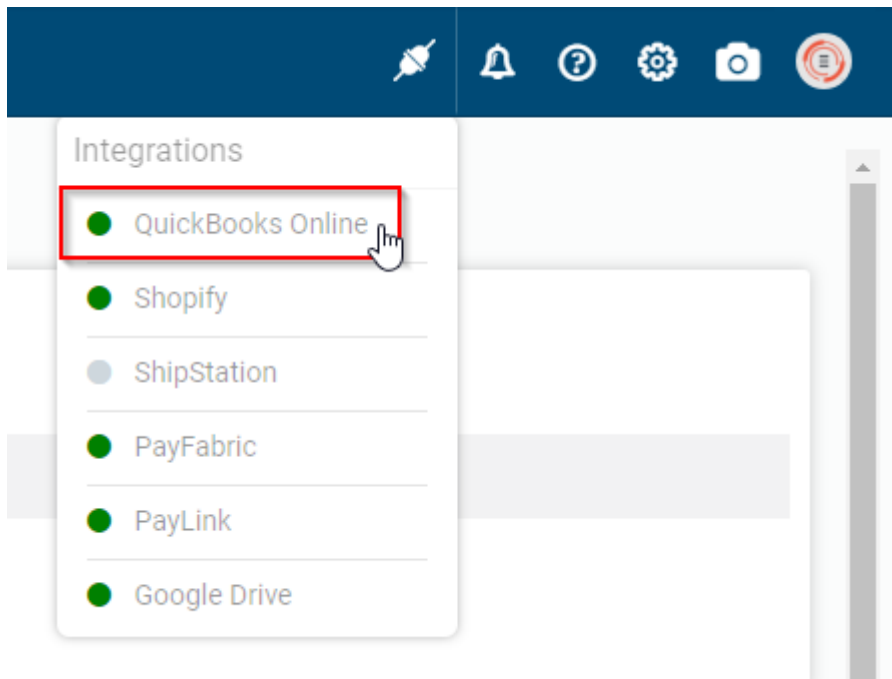 Integrations
QuickBooks Online
Shopify
ShipStation
PayFabric
PayLink
Google Drive